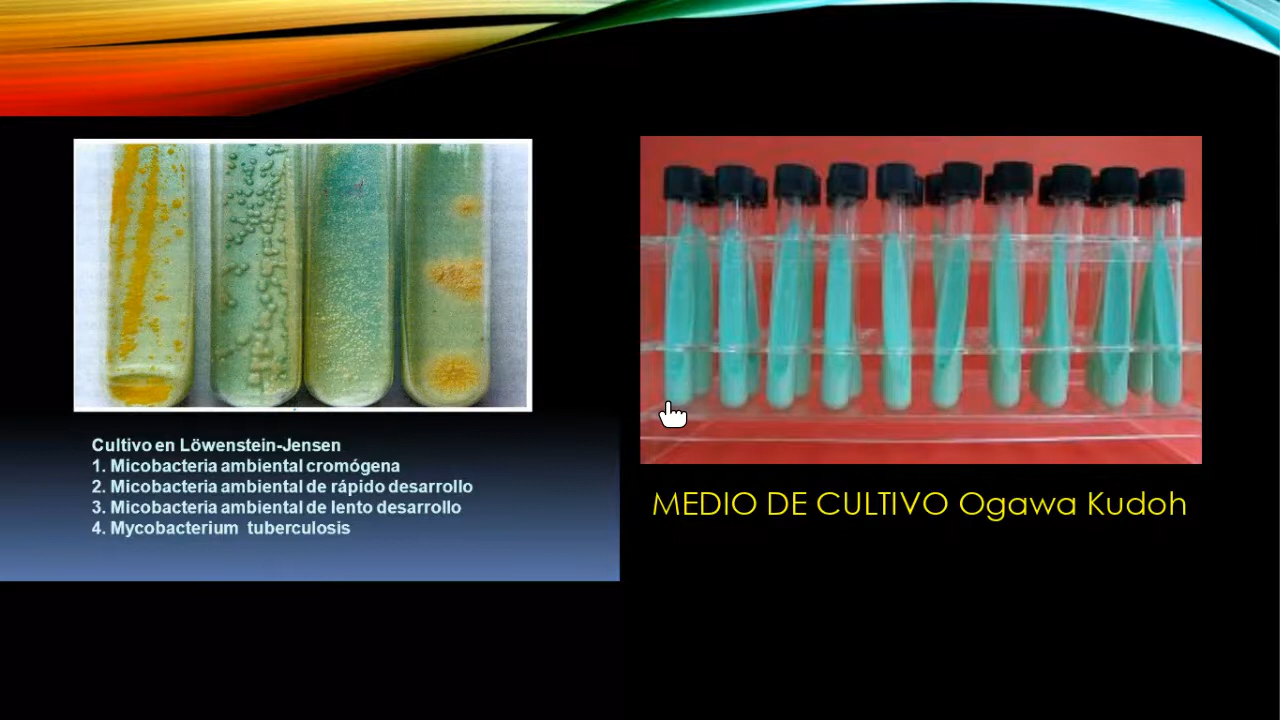 Cultivo en Löwenstein-Jensen
1. Micobacteria ambiental cromógena
2. Micobacteria ambiental de rápido desarrollo
3. Micobacteria ambiental de lento desarrollo
4. Mycobacterium tuberculosis
MEDIO DE CULTIVO Ogawa Kudoh